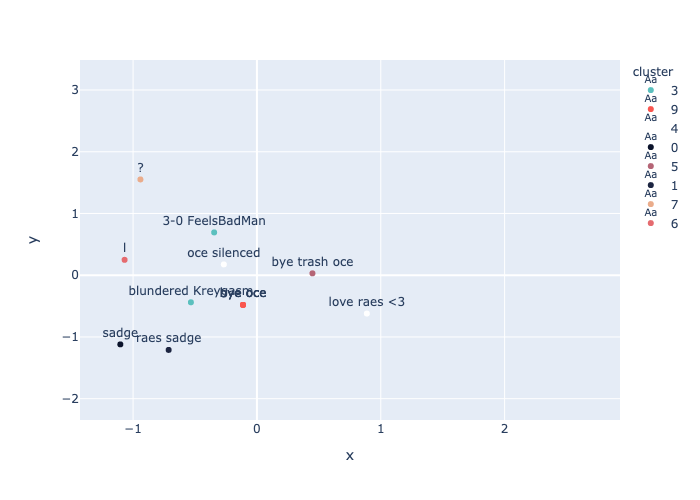 cluster
Aa 3
Aa 9
Aa 4
Aa 0
Aa 5
Aa 1
Aa 7
Aa 6
3
2
1
0
−1
−2
y
?
3-0 FeelsBadMan
l
oce silenced
bye trash oce
blundered Kreygasm
bye oce
love raes <3
sadge
raes sadge
−1
0
1
2
x